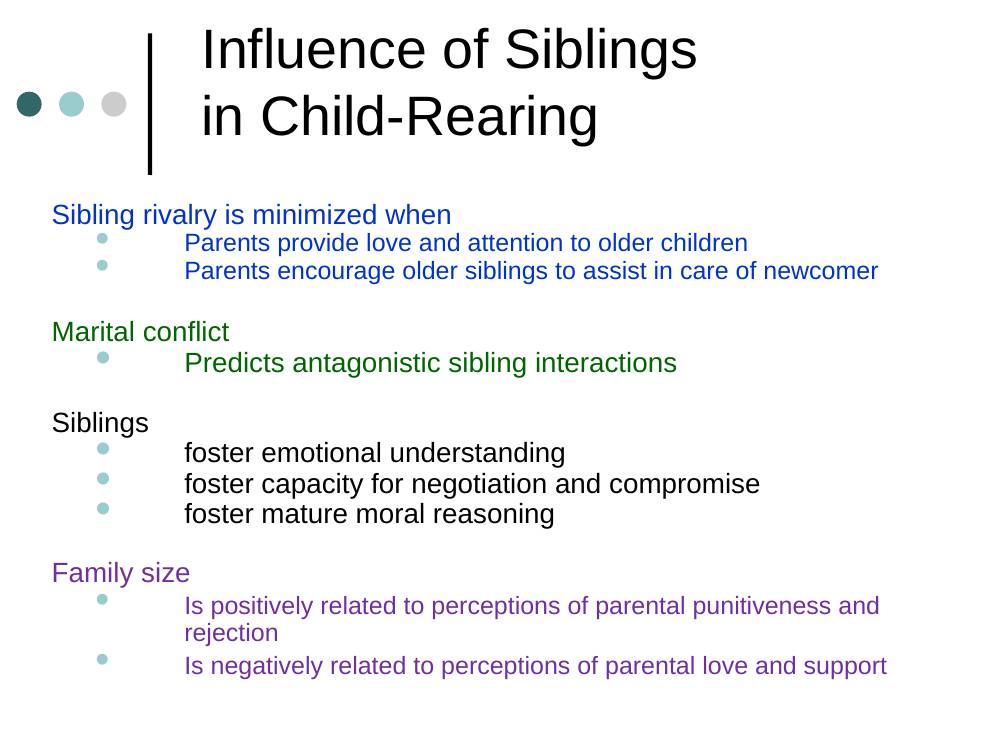 Influence of Siblings
in Child-Rearing
Sibling rivalry is minimized when
Parents provide love and attention to older children
Parents encourage older siblings to assist in care of newcomer
Marital conflict
Predicts antagonistic sibling interactions
Siblings
foster emotional understanding
foster capacity for negotiation and compromise
foster mature moral reasoning
Family size
Is positively related to perceptions of parental punitiveness and
rejection
Is negatively related to perceptions of parental love and support